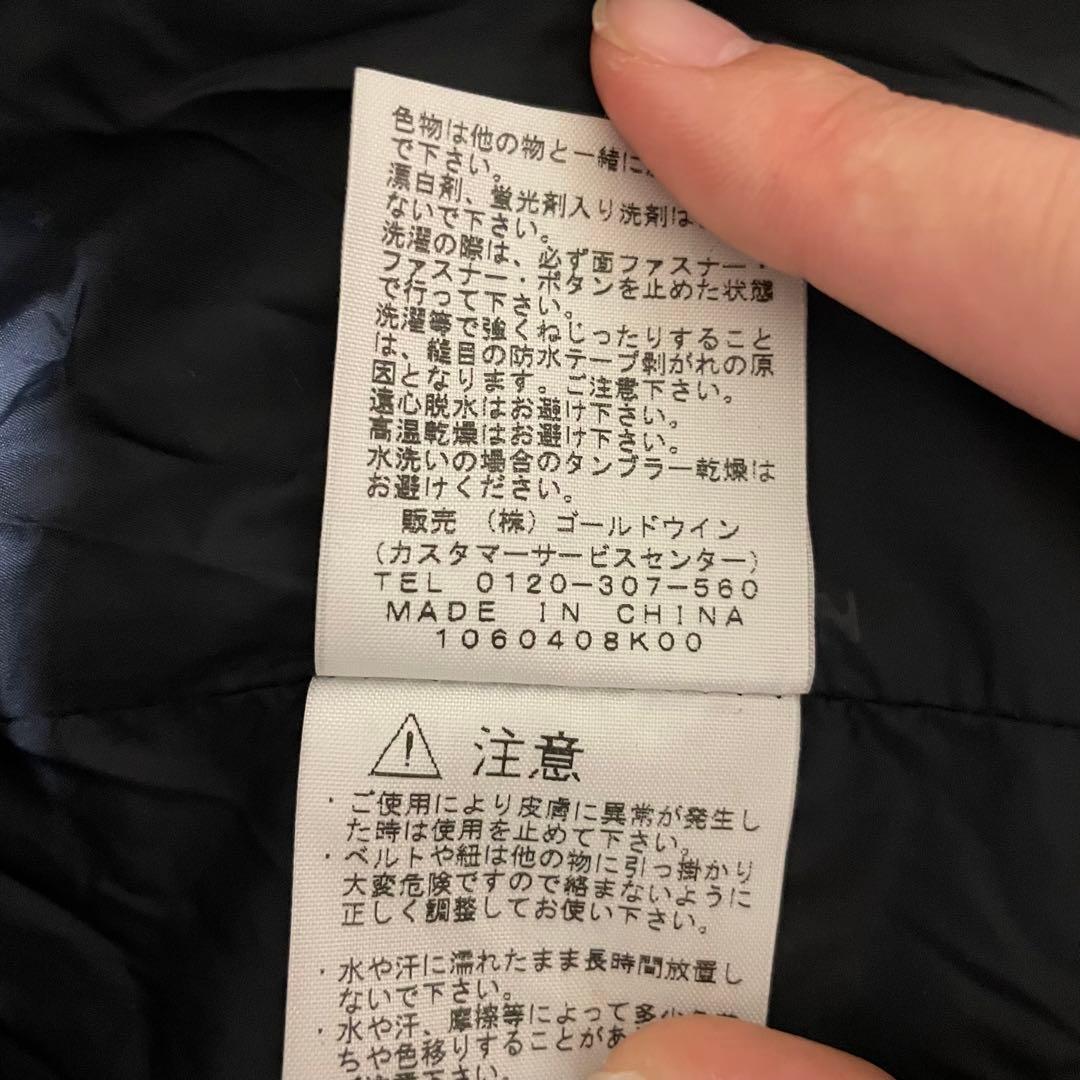 色物は他の物と一緒に
で下さい。
漂白剤、蛍光剤入り洗剤は
ないで下さい。
洗濯の際は、必ず面ファスナー・
ファスナー・ボタンを止めた状態
で行って下さい。
洗濯等で強くねじったりすること
は、縫目の防水テープ剥がれの原
因となります。ご注意下さい。
遠心脱水はお避け下さい。
高温乾燥はお避け下さい。
水洗いの場合のタンブラー乾燥は
お避けください。
販売 (株) ゴールドウイン
(カスタマーサービスセンター)
TEL 0120-307-560
MADE IN CHINA
1060408K00
注意
・ご使用により皮膚に異常が発生し
た時は使用を止めて下さい。
・ベルトや紐は他の物に引っ掛かり
大変危険ですので絡まないように
正しく調整してお使い下さい。
・水や汗に濡れたまま長時間放置し
ないで下さい。
・水や汗、摩擦等によって多少
ちや色移りすることがあ
下さい。